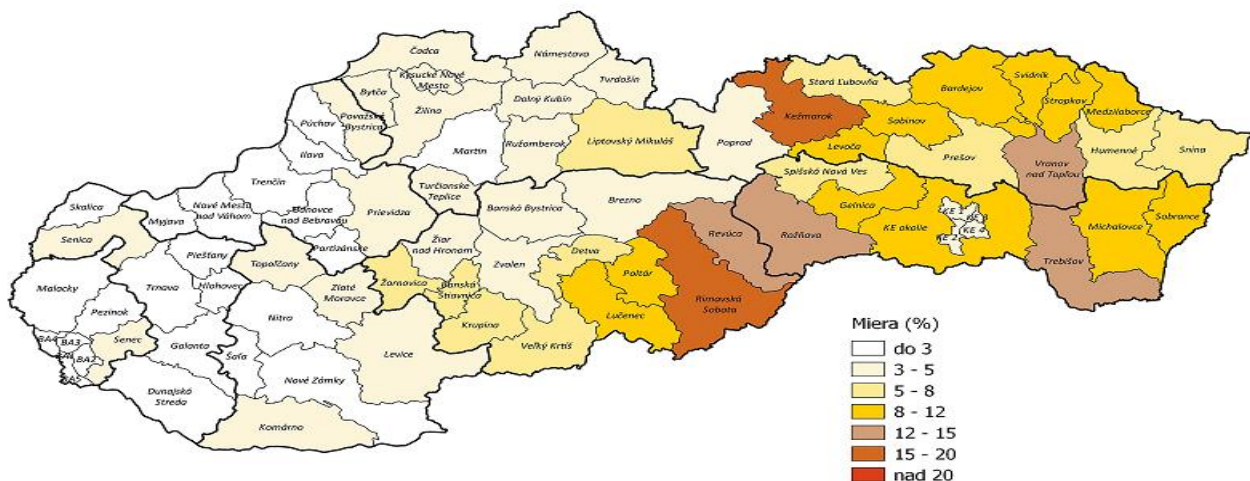 Čadca
Námestovo
Kysucké Nové
Mesto
Tvrdošín
Bytča
Dolný Kubín
Považská
Bystrica
Žilina
Púchov
Ilava
Martin
Ružomberok
Liptovský Mikuláš
Poprad
Kežmarok
Stará Ľubovňa
Bardejov
Svidník
Stropkov
Medzilaborce
Sabinov
Levoča
Prešov
Vranov
nad Topľou
Humenné
Snina
Trenčín
Turčianske
Teplice
Spišská Nová Ves
Skalica
Myjava
Nové Mesto
nad Váhom
Bánovce
nad Bebravou
Prievidza
Banská Bystrica
Brezno
Gelnica
Revúca
Rožňava
KE okolie
KE 1
KE 3
KE 4
Michalovce
Sobrance
Senica
Piešťany
Partizánske
Žiar
nad Hronom
Topoľčany
Zvolen
Detva
Poltár
Trebišov
Malacky
Trnava
Hlohovec
Zlaté
Moravce
Žarnovica
Banská
Štiavnica
Rimavská
Sobota
Pezinok
Nitra
Krupina
Lučenec
Veľký Krtíš
BA4
BA3
BA2
Senec
Galanta
Šaľa
Levice
Dunajská
Streda
Nové Zámky
Komárno
Miera (%)
do 3
3 - 5
5 - 8
8 - 12
12 - 15
15 - 20
nad 20